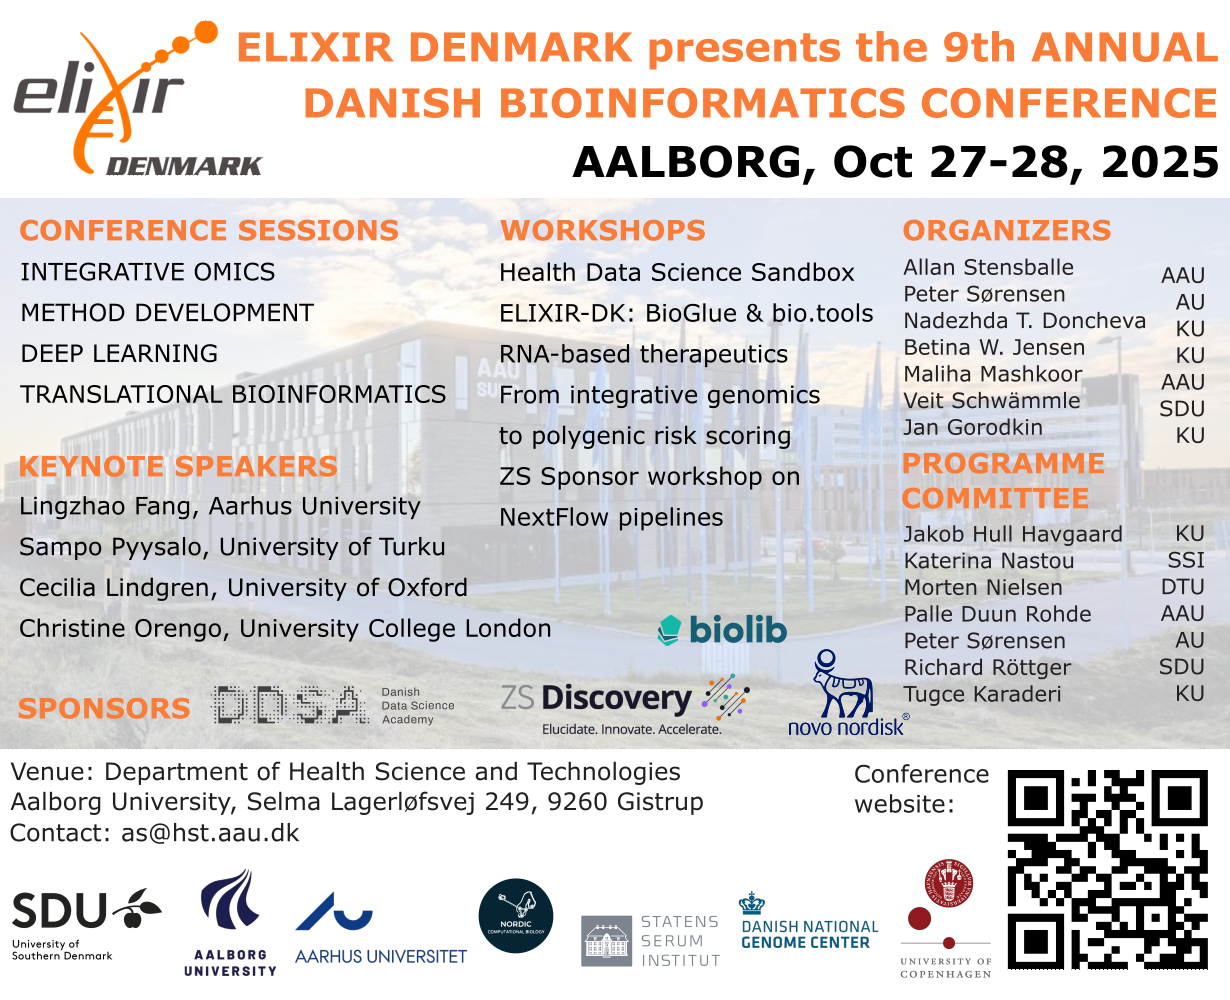 elixir
DENMARK
ELIXIR DENMARK presents the 9th ANNUAL
DANISH BIOINFORMATICS CONFERENCE
AALBORG, Oct 27-28, 2025
CONFERENCE SESSIONS
INTEGRATIVE OMICS
METHOD DEVELOPMENT
DEEP LEARNING
TRANSLATIONAL BIOINFORMATICS
KEYNOTE SPEAKERS
Lingzhao Fang, Aarhus University
Sampo Pyysalo, University of Turku
Cecilia Lindgren, University of Oxford
Christine Orengo, University College London
WORKSHOPS
Health Data Science Sandbox
ELIXIR-DK: BioGlue & bio.tools
RNA-based therapeutics
From integrative genomics
to polygenic risk scoring
ZS Sponsor workshop on
NextFlow pipelines
AAU
ORGANIZERS
Allan Stensballe AAU
Peter Sørensen AU
Nadezhda T. Doncheva KU
Betina W. Jensen KU
Maliha Mashkoor AAU
Veit Schwämmle SDU
Jan Gorodkin KU
PROGRAMME
COMMITTEE
Jakob Hull Havgaard KU
Katerina Nastou SSI
Morten Nielsen DTU
Palle Duun Rohde AAU
Peter Sørensen AU
Richard Röttger SDU
Tugce Karaderi KU
SPONSORS
DDSA
Danish
Data Science
Academy
ZS Discovery
Elucidate. Innovate. Accelerate.
biolib
novo nordisk®
Venue: Department of Health Science and Technologies
Aalborg University, Selma Lagerløfsvej 249, 9260 Gistrup
Contact: as@hst.aau.dk
Conference
website:
SDU
University of
Southern Denmark
AALBORG
UNIVERSITY
AARHUS UNIVERSITET
NORDIC
COMPUTATIONAL BIOLOGY
STATENS
SERUM
INSTITUT
DANISH NATIONAL
GENOME CENTER
UNIVERSITY OF
COPENHAGEN